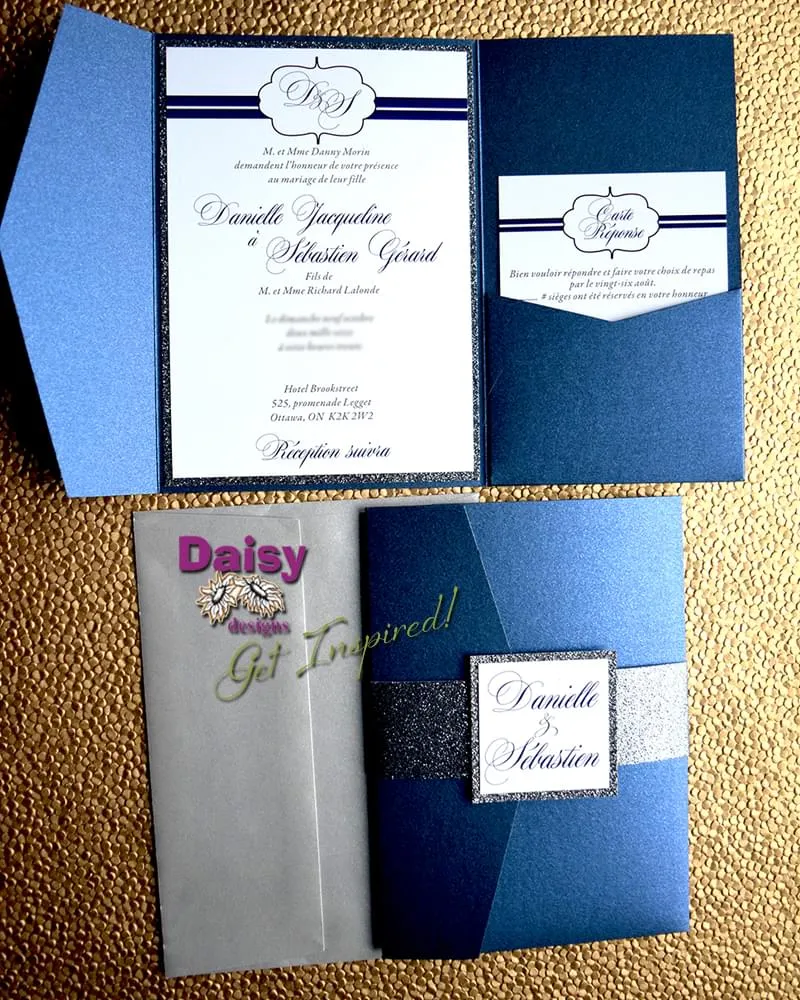 D&S
M. et Mme Danny Morin
demandent l'honneur de votre présence
au mariage de leur fille
Danielle Jacqueline
à
Sébastien Gérard
Fils de
M. et Mme Richard Lalonde
Hotel Brookstreet
525, promenade Legget
Ottawa, ON K2K 2W2
Réception suivra
Carte
Réponse
Bien vouloir répondre et faire votre choix de repas
par le vingt-six août.
____ # sièges ont été réservés en votre honneur
Daisy
designs
Get Inspired!
Danielle
&
Sébastien